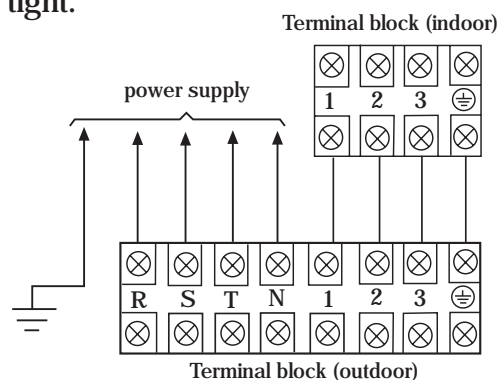 tight.
Terminal block (indoor)
power supply
1 2 3
R S T N 1 2 3
Terminal block (outdoor)